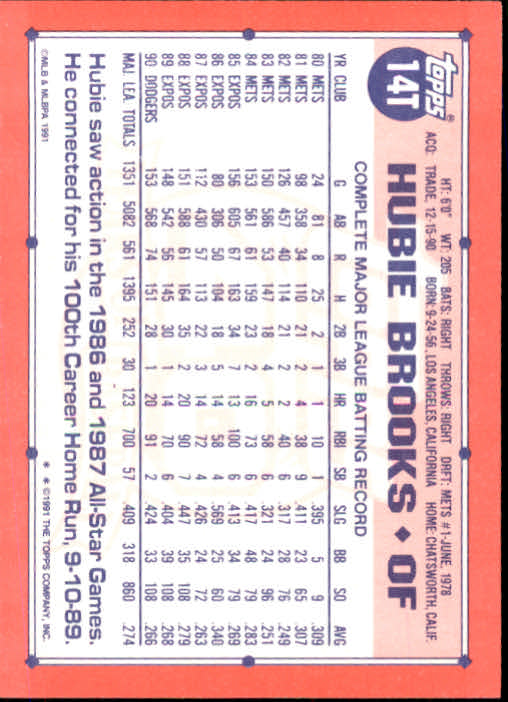 topps®
14T
HUBIE BROOKS ♦ OF
HT: 6'0" WT: 205 BATS: RIGHT THROWS: RIGHT DRFT: METS #1-JUNE, 1978
ACQ: TRADE, 12-15-90 BORN: 9-24-56, LOS ANGELES, CALIFORNIA HOME: CHATSWORTH, CALIF.
COMPLETE MAJOR LEAGUE BATTING RECORD
YR CLUB G AB R H 2B 3B HR RBI SB SLG BB SO AVG
80 METS 24 81 8 25 2 1 1 10 1 .395 5 9 .309
81 METS 98 358 34 110 21 2 4 38 9 .411 23 65 .307
82 METS 126 457 40 114 21 2 2 40 6 .317 28 76 .249
83 METS 150 586 53 147 18 4 5 58 6 .321 24 96 .251
84 METS 153 561 61 159 23 2 16 73 6 .417 48 79 .283
85 EXPOS 156 605 67 163 34 7 13 100 6 .413 34 79 .269
86 EXPOS 80 306 50 104 18 5 14 58 4 .569 25 60 .340
87 EXPOS 112 430 57 113 22 3 14 72 4 .426 24 72 .263
88 EXPOS 151 588 61 164 35 2 20 90 7 .447 35 108 .279
89 EXPOS 148 542 56 145 30 1 14 70 6 .404 39 108 .268
90 DODGERS 153 568 74 151 28 1 20 91 2 .424 33 108 .266
MAJ. LEA. TOTALS 1351 5082 561 1395 252 30 123 700 57 .409 318 860 .274
Hubie saw action in the 1986 and 1987 All-Star Games.
He connected for his 100th Career Home Run, 9-10-89.
©MLB & MLBPA 1991 * * ©1991 THE TOPPS COMPANY, INC.